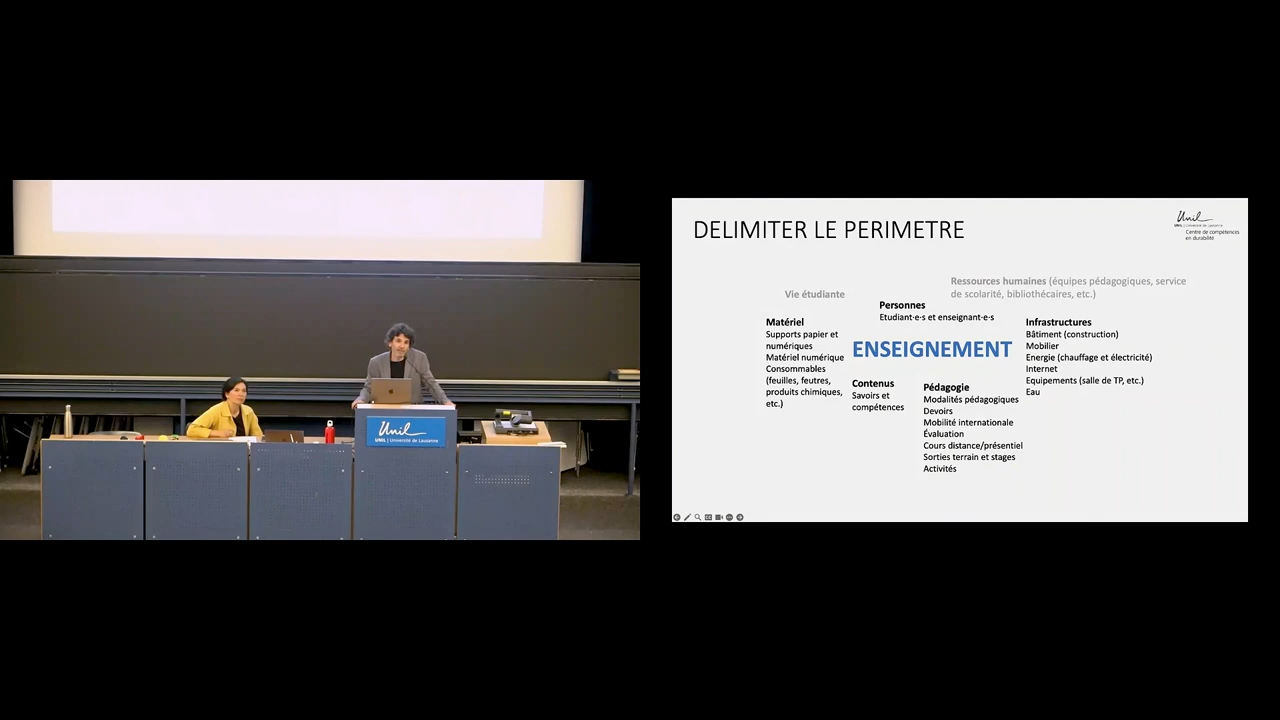 Unil
UNIL | Université de Lausanne
DELIMITER LE PERIMETRE
Unil
UNIL | Université de Lausanne
Centre de compétences
en durabilité
Vie étudiante
Ressources humaines (équipes pédagogiques, service
de scolarité, bibliothécaires, etc.)
Personnes
Etudiant·e·s et enseignant·e·s
Matériel
Supports papier et
numériques
Matériel numérique
Consommables
(feuilles, feutres,
produits chimiques,
etc.)
ENSEIGNEMENT
Infrastructures
Bâtiment (construction)
Mobilier
Energie (chauffage et électricité)
Internet
Equipements (salle de TP, etc.)
Eau
Contenus
Savoirs et
compétences
Pédagogie
Modalités pédagogiques
Devoirs
Mobilité internationale
Évaluation
Cours distance/présentiel
Sorties terrain et stages
Activités